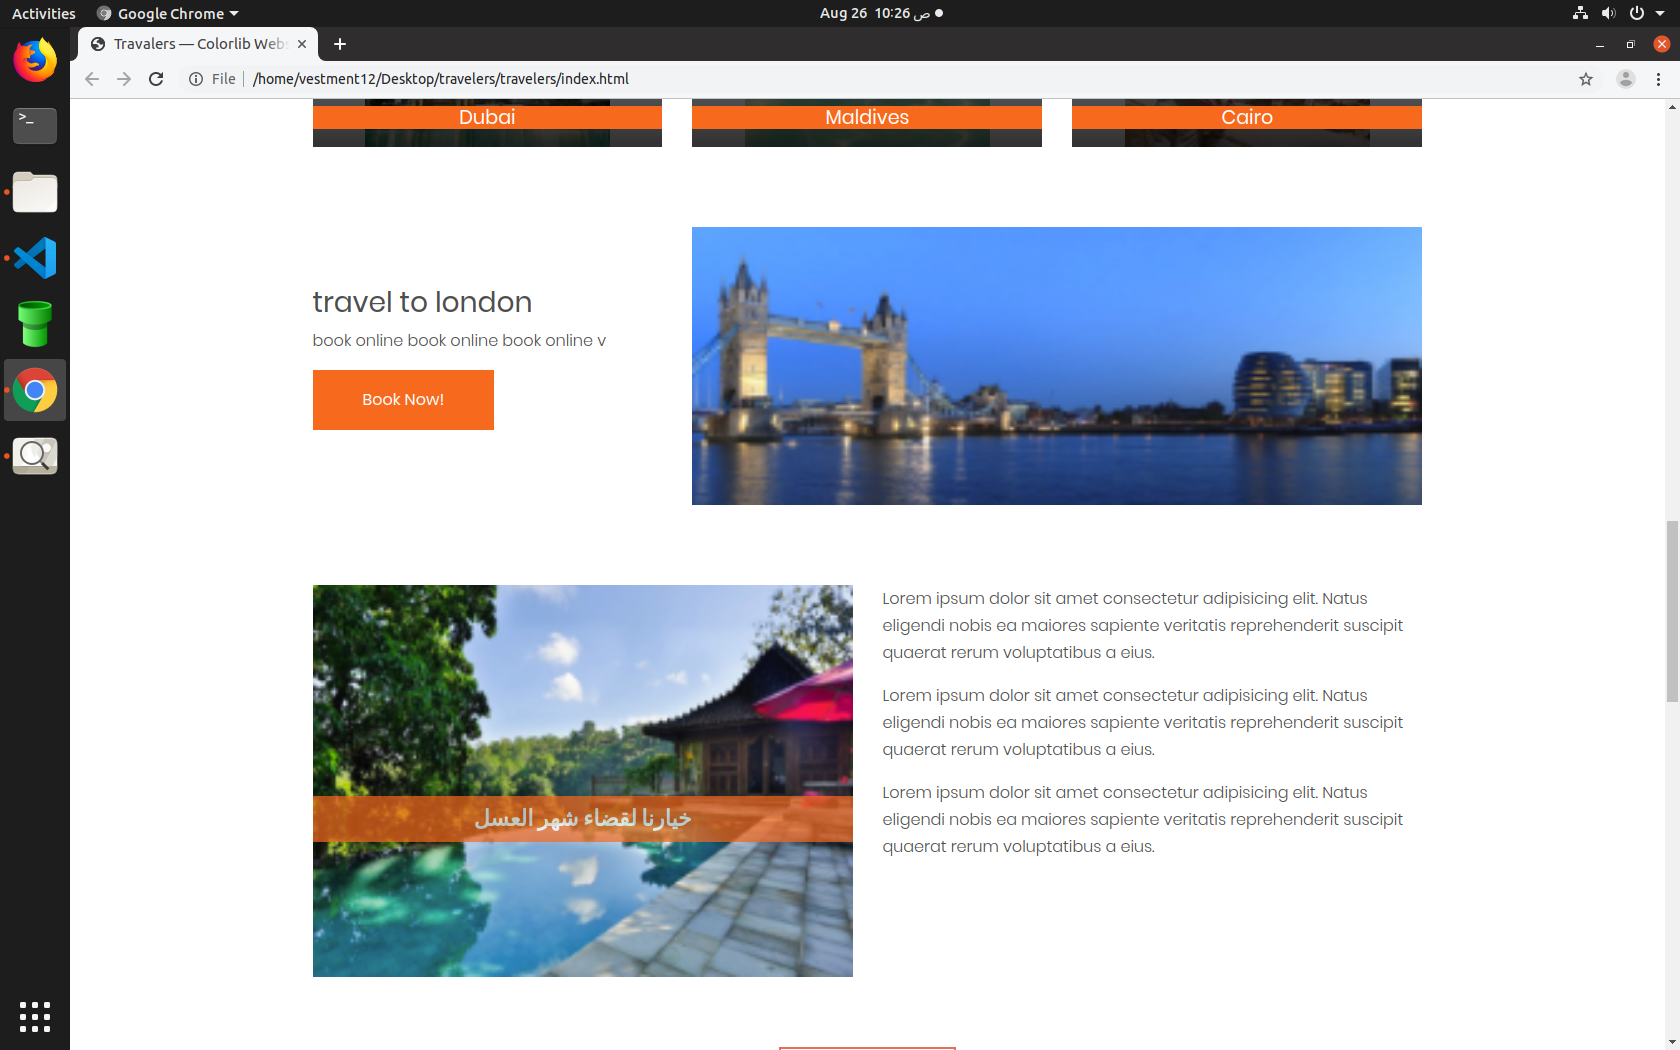 Activities
Google Chrome
Aug 26 10:26 ص
Travalers — Colorlib Web
File
/home/vestment12/Desktop/travelers/travelers/index.html
Dubai
Maldives
Cairo
travel to london
book online book online book online v
Book Now!
خيارنا لقضاء شهر العسل
Lorem ipsum dolor sit amet consectetur adipisicing elit. Natus
eligendi nobis ea maiores sapiente veritatis reprehenderit suscipit
quaerat rerum voluptatibus a eius.
Lorem ipsum dolor sit amet consectetur adipisicing elit. Natus
eligendi nobis ea maiores sapiente veritatis reprehenderit suscipit
quaerat rerum voluptatibus a eius.
Lorem ipsum dolor sit amet consectetur adipisicing elit. Natus
eligendi nobis ea maiores sapiente veritatis reprehenderit suscipit
quaerat rerum voluptatibus a eius.